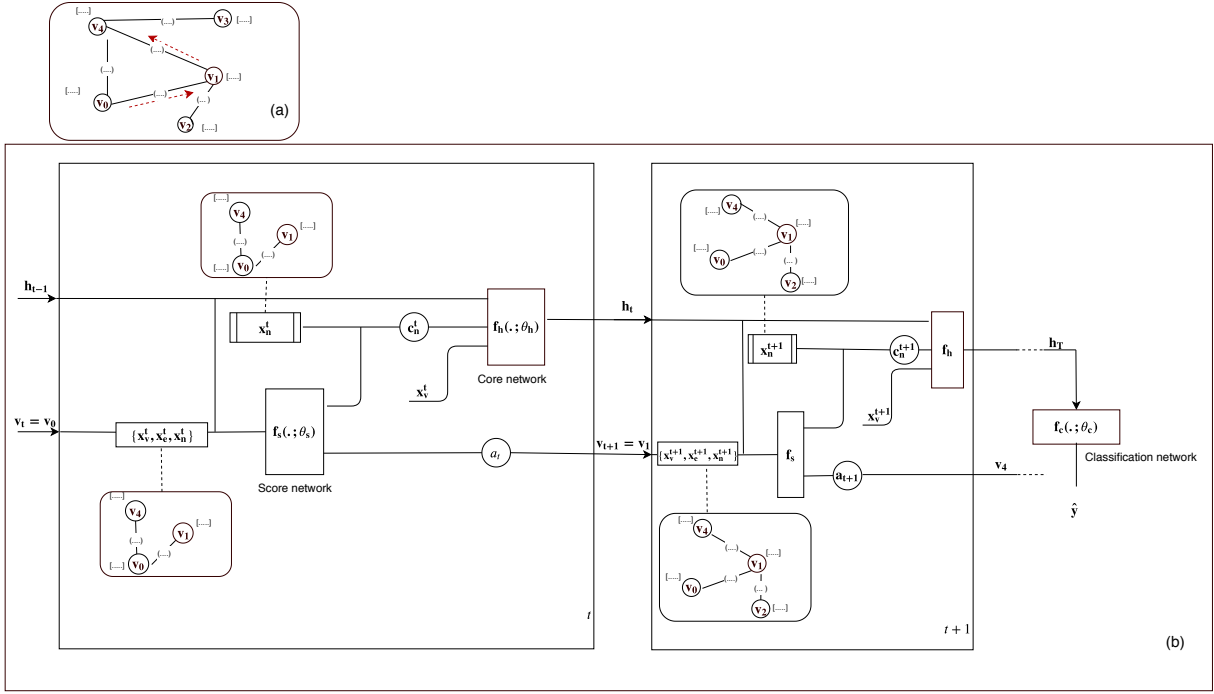 [.....]
v4
(....)
v3
[.....]
(....)
(....)
v1
[.....]
[.....]
(....)
(... )
v0
v2
[.....]
(a)
[.....]
v4
[.....]
v1
(....)
(....)
[.....]
v0
h_{t−1}
x_n^t
c_n^t
f_h(.;θ_h)
Core network
x_v^t
v_t = v_0
{x_v^t, x_e^t, x_n^t}
f_s(.;θ_s)
Score network
a_t
[.....]
v4
[.....]
v1
(....)
(....)
[.....]
v0
t
[.....]
v4
[.....]
(....)
v1
[.....]
v0
(....)
(... )
v2
[.....]
h_t
x_n^{t+1}
c_n^{t+1}
f_h
x_v^{t+1}
v_{t+1} = v_1
{x_v^{t+1}, x_e^{t+1}, x_n^{t+1}}
f_s
a_{t+1}
v4
h_T
f_c(.;θ_c)
Classification network
ŷ
[.....]
v4
[.....]
(....)
v1
[.....]
v0
(....)
(... )
v2
[.....]
t + 1
(b)